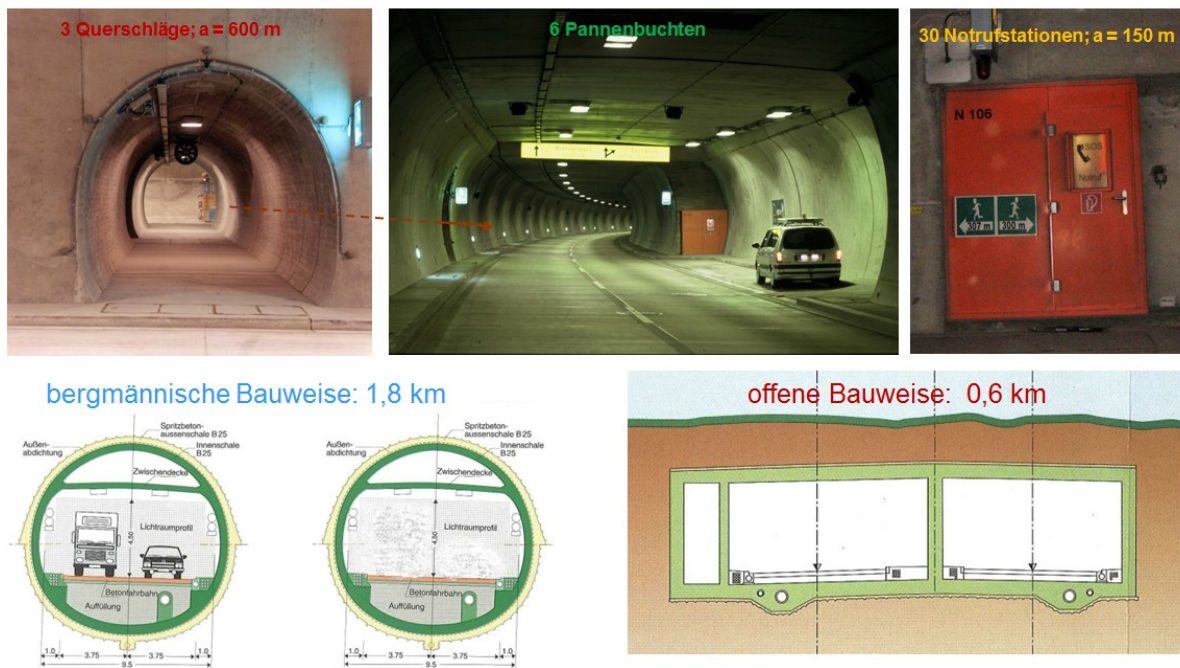 3 Querschläge; a = 600 m
6 Pannenbuchten
30 Notrufstationen; a = 150 m
N 106
SOS
Notruf
307 m
300 m
bergmännische Bauweise: 1,8 km
Spritzbeton-
aussenschale B 25
Außen-
abdichtung
Innenschale
B25
Zwischendecke
Lichtraumprofil
4,50
Betonfahrbahn
Auffüllung
1.0
3.75
3.75
1.0
9.5
Spritzbeton-
aussenschale B 25
Außen-
abdichtung
Innenschale
B25
Zwischendecke
Lichtraumprofil
4,50
Betonfahrbahn
Auffüllung
1.0
3.75
3.75
1.0
9.5
offene Bauweise: 0,6 km